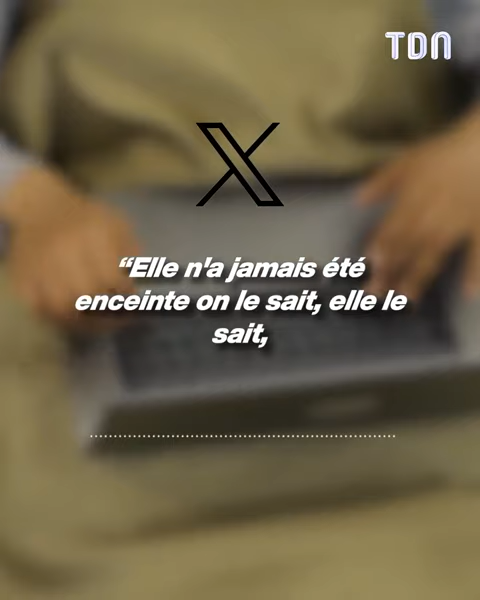 TDN
X
“Elle n'a jamais été
enceinte on le sait, elle le
sait,